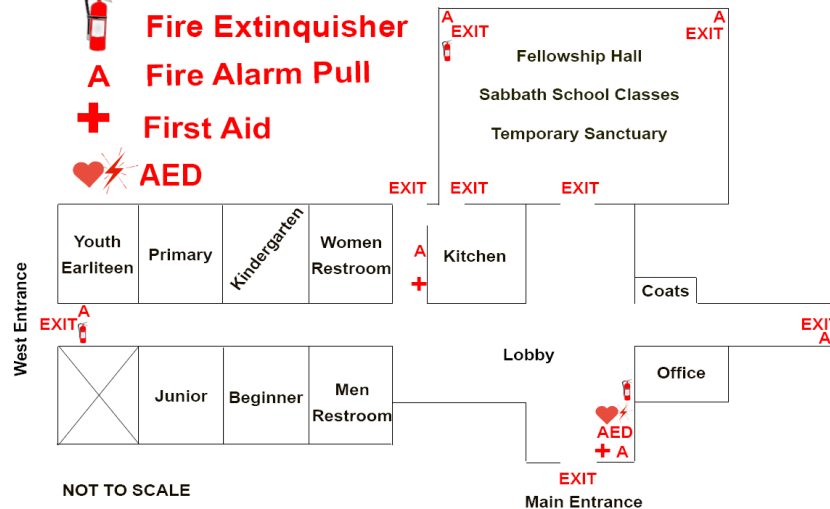 Fire Extinguisher
A Fire Alarm Pull
First Aid
AED
A
EXIT
A
EXIT
Fellowship Hall
Sabbath School Classes
Temporary Sanctuary
EXIT
EXIT
EXIT
Youth
Earliteen
Primary
Kindergarten
Women
Restroom
A
Kitchen
Coats
West Entrance
A
EXIT
EXIT
A
Lobby
Office
Junior
Beginner
Men
Restroom
AED
A
EXIT
NOT TO SCALE
Main Entrance